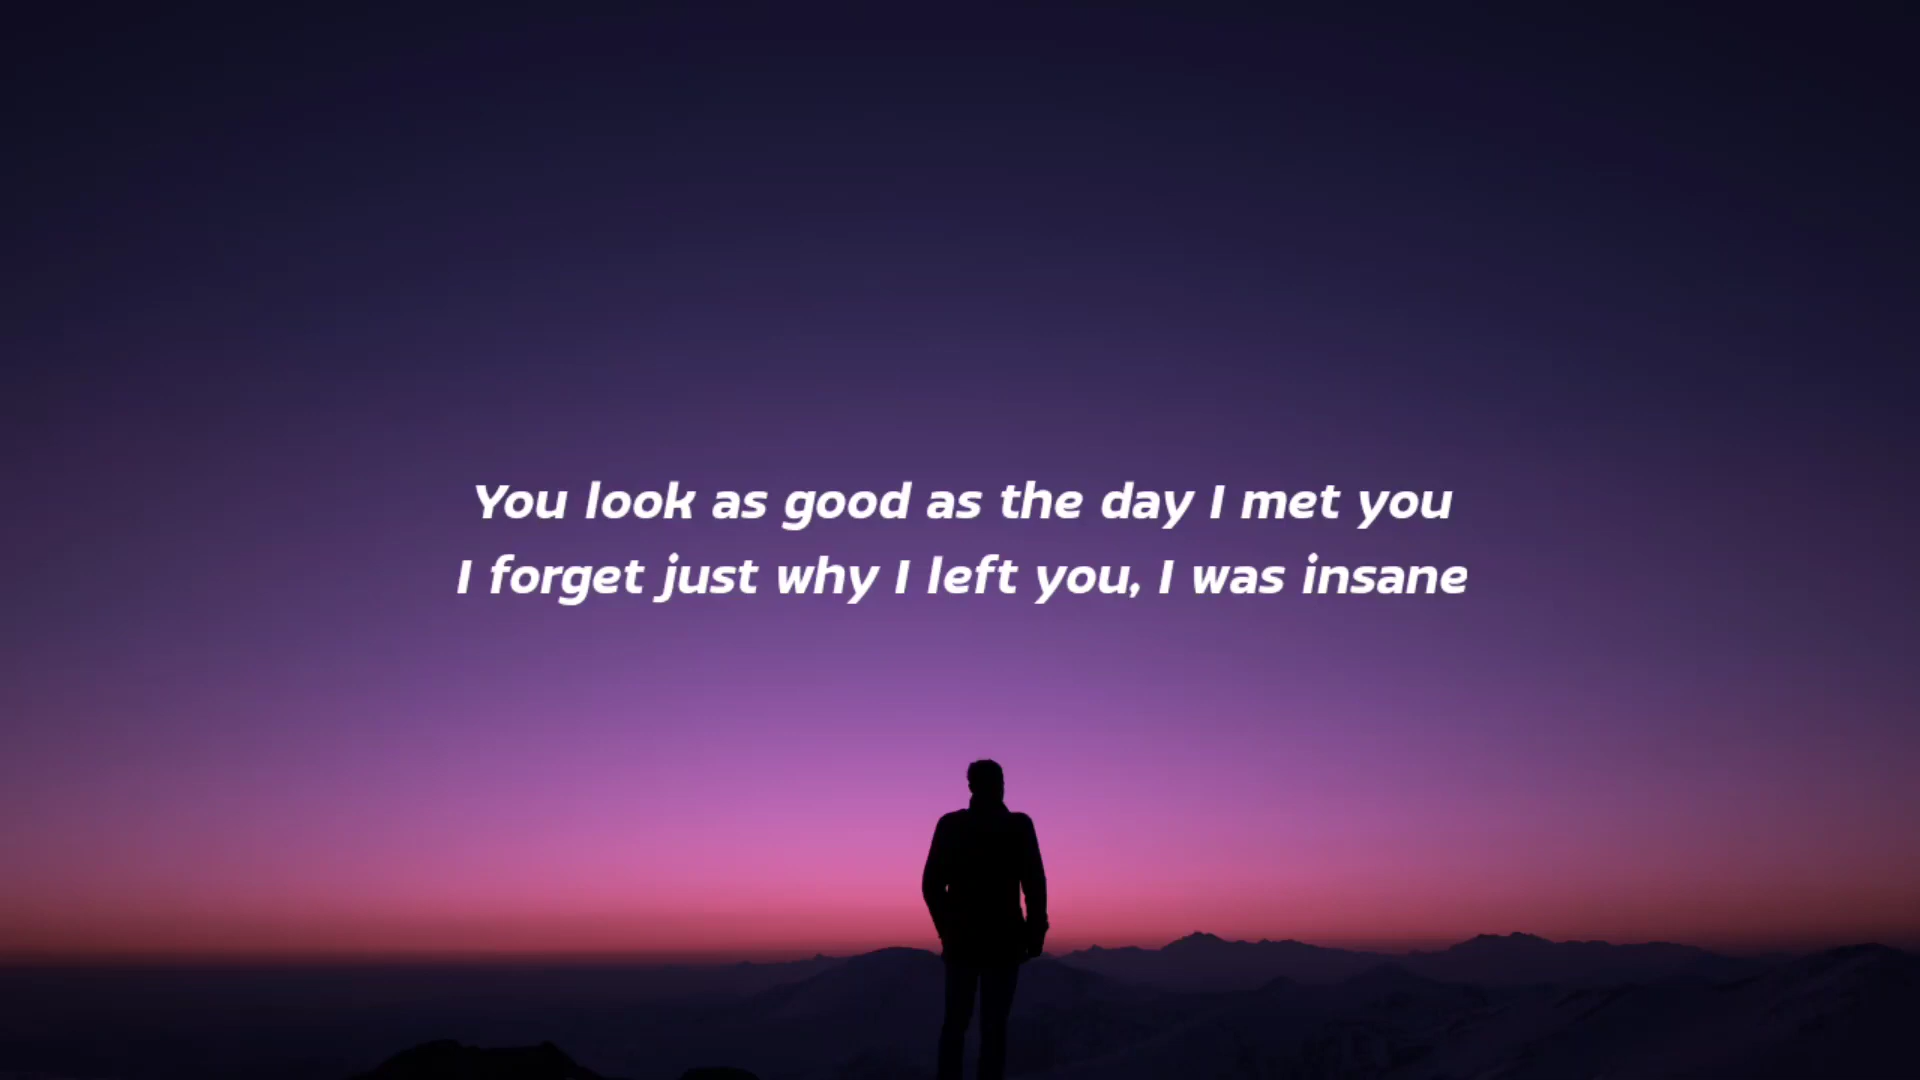 You look as good as the day I met you
I forget just why I left you, I was insane